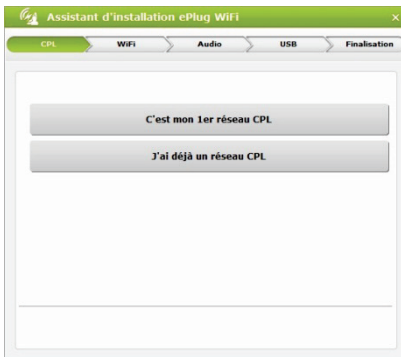 Assistant d'installation ePlug WiFi
CPL WiFi Audio USB Finalisation
C'est mon 1er réseau CPL
J'ai déjà un réseau CPL